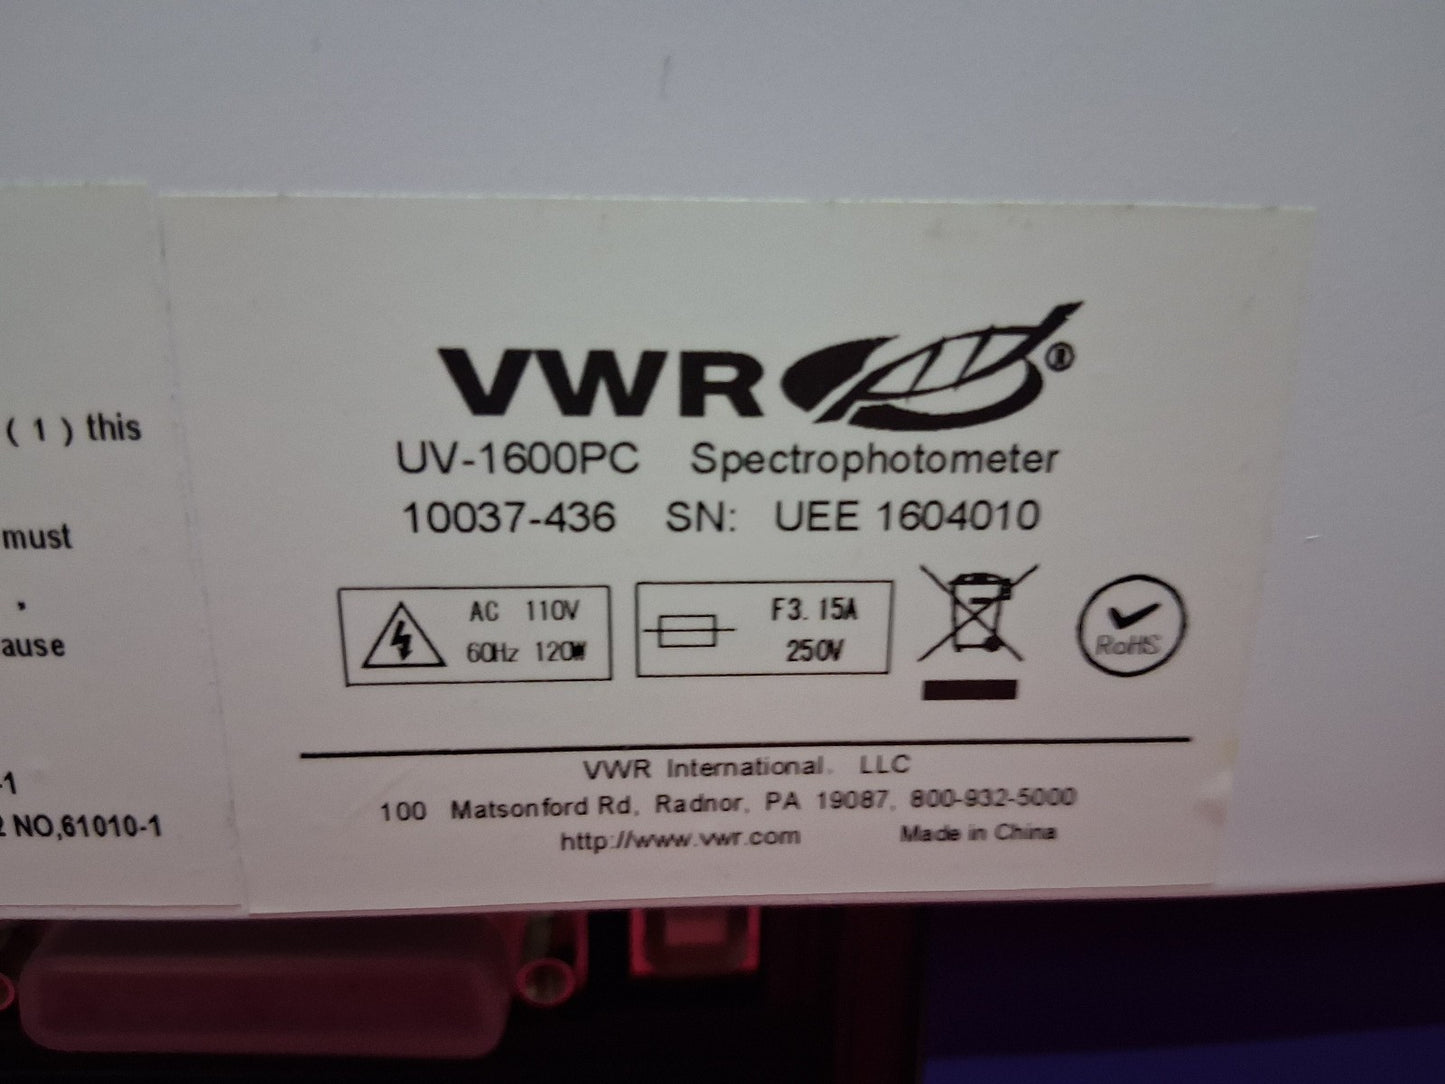 ( 1 ) this
must
,
ause
-1
2 NO,61010-1
VWR ®
UV-1600PC Spectrophotometer
10037-436 SN: UEE 1604010
AC 110V
60Hz 120W
F3.15A
250V
RoHS
VWR International. LLC
100 Matsonford Rd, Radnor, PA 19087, 800-932-5000
http://www.vwr.com Made in China